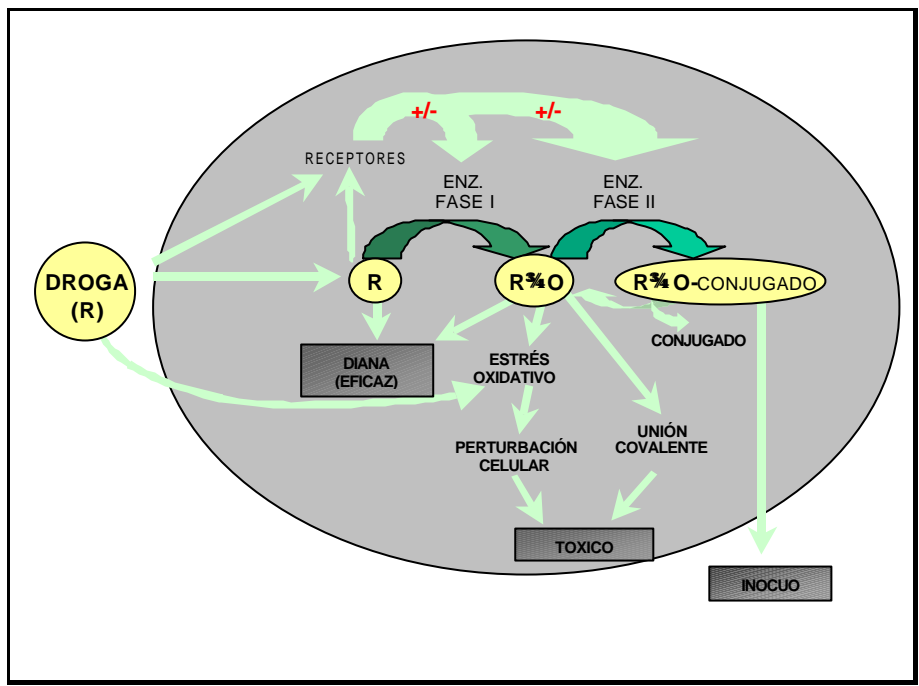 +/-
+/-
RECEPTORES
ENZ.
FASE I
ENZ.
FASE II
DROGA
(R)
R
R¾O
R¾O-CONJUGADO
CONJUGADO
DIANA
(EFICAZ)
ESTRÉS
OXIDATIVO
PERTURBACIÓN
CELULAR
UNIÓN
COVALENTE
TOXICO
INOCUO